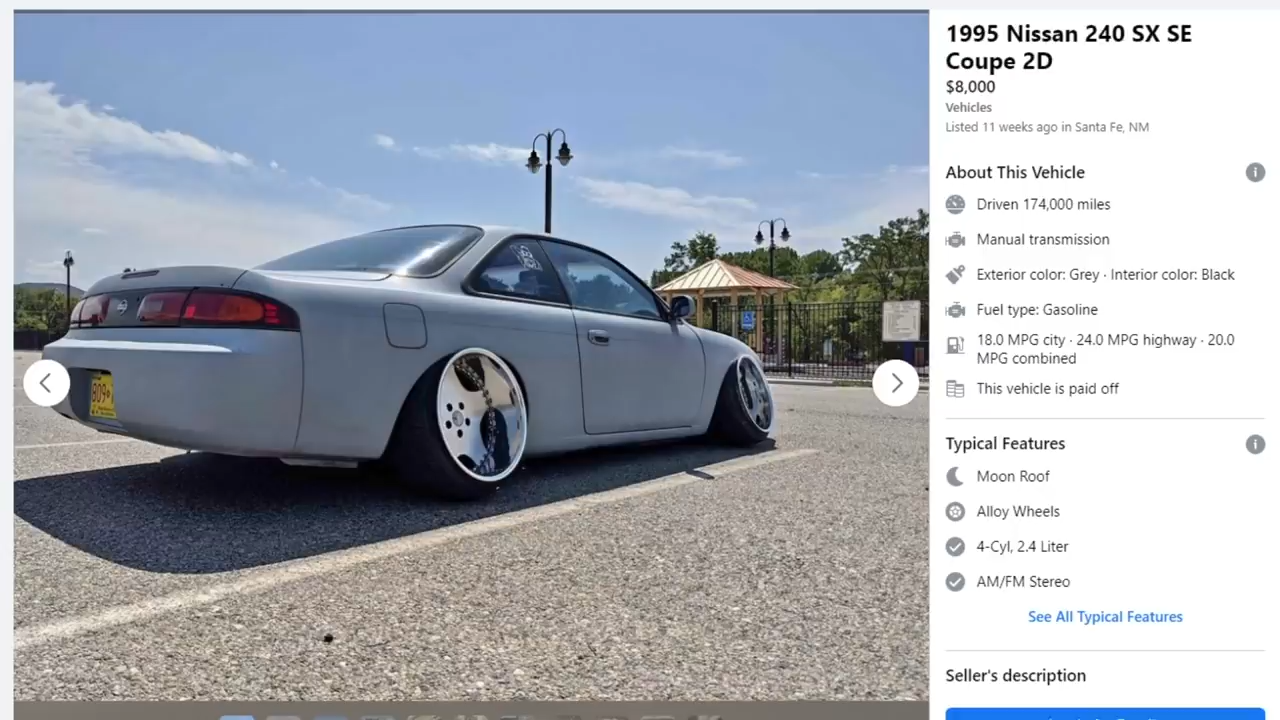 1995 Nissan 240 SX SE
Coupe 2D
$8,000
Vehicles
Listed 11 weeks ago in Santa Fe, NM
About This Vehicle
Driven 174,000 miles
Manual transmission
Exterior color: Grey · Interior color: Black
Fuel type: Gasoline
18.0 MPG city · 24.0 MPG highway · 20.0
MPG combined
This vehicle is paid off
Typical Features
Moon Roof
Alloy Wheels
4-Cyl, 2.4 Liter
AM/FM Stereo
See All Typical Features
Seller's description
809